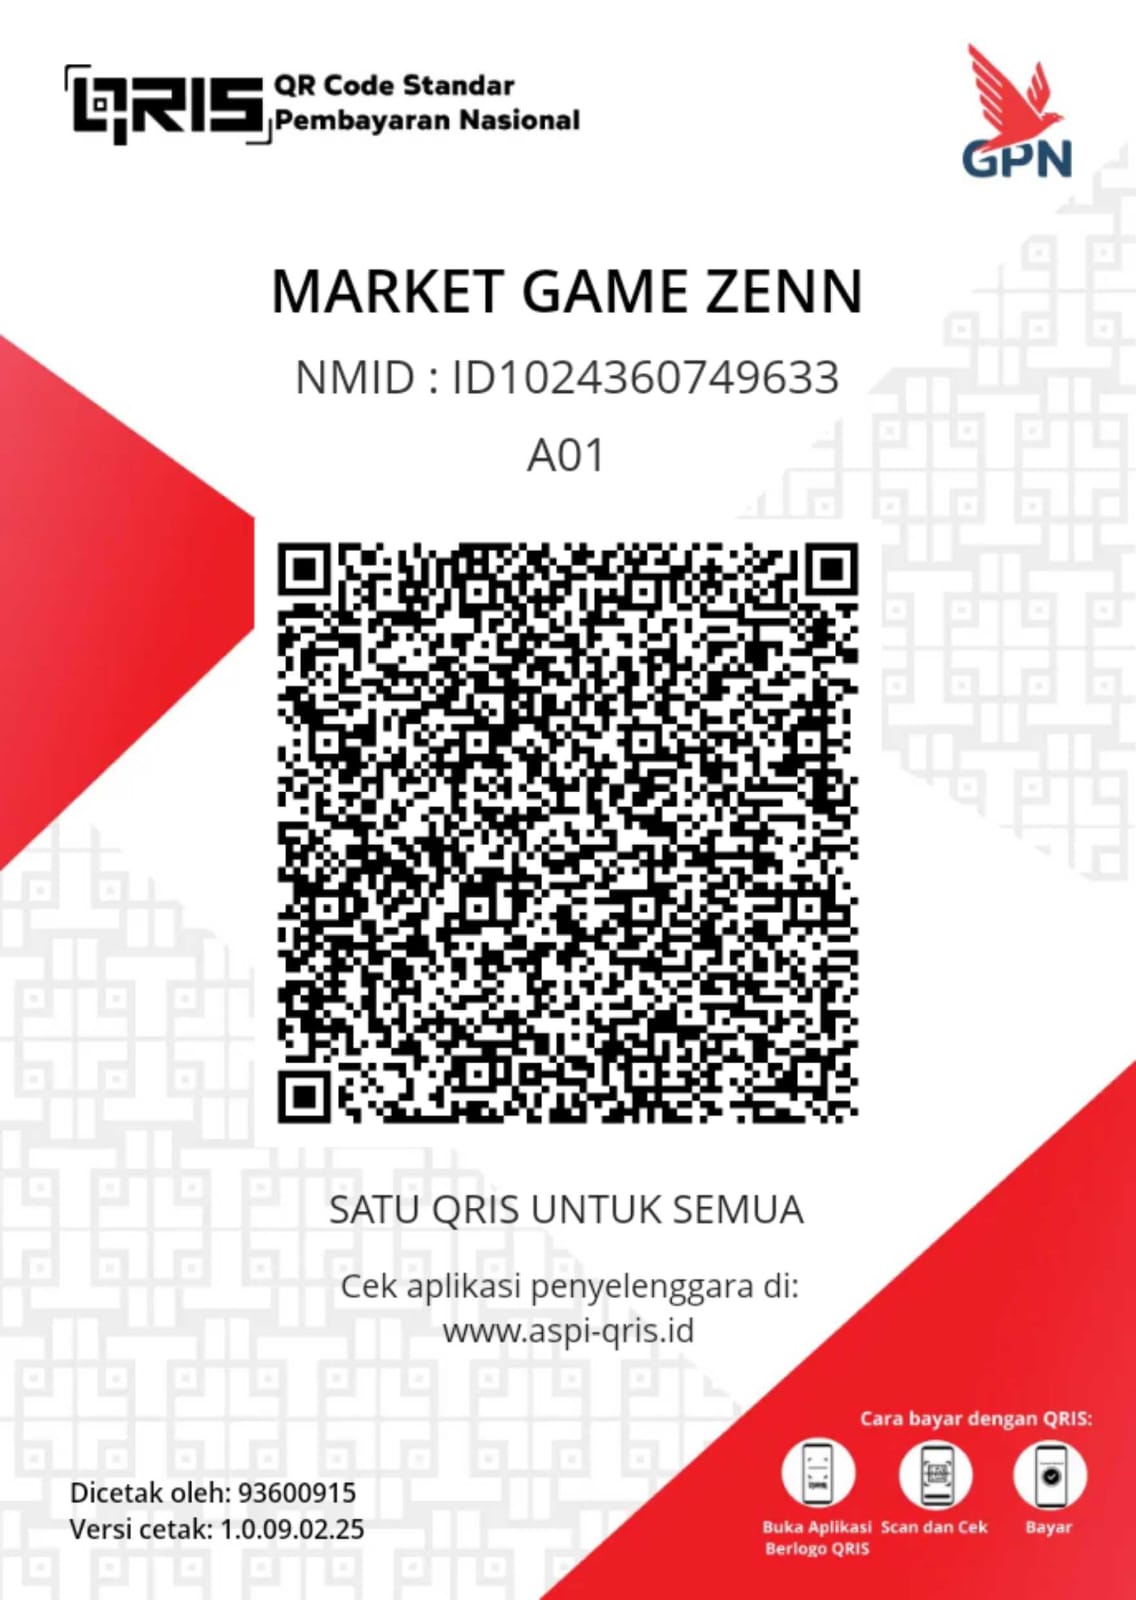 QRIS
QR Code Standar
Pembayaran Nasional
GPN
MARKET GAME ZENN
NMID : ID1024360749633
A01
SATU QRIS UNTUK SEMUA
Cek aplikasi penyelenggara di:
www.aspi-qris.id
Cara bayar dengan QRIS:
Buka Aplikasi
Berlogo QRIS
Scan dan Cek
Bayar
Dicetak oleh: 93600915
Versi cetak: 1.0.09.02.25